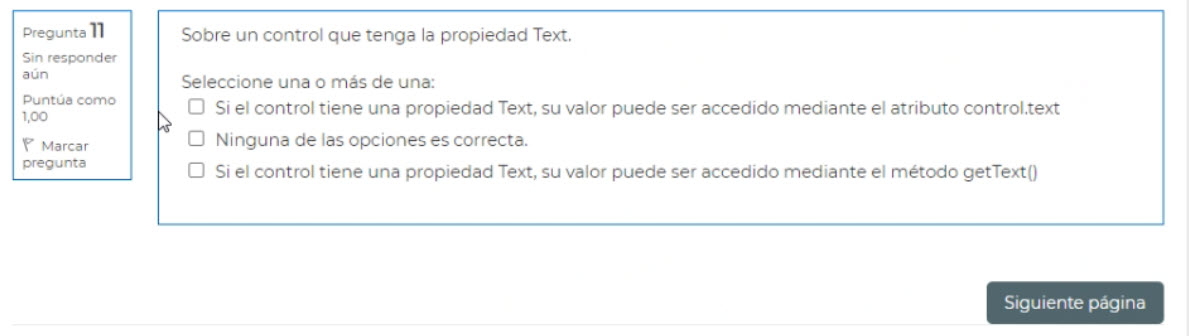 Pregunta 11
Sin responder
aún
Puntúa como
1,00
Marcar
pregunta
Sobre un control que tenga la propiedad Text.
Seleccione una o más de una:
Si el control tiene una propiedad Text, su valor puede ser accedido mediante el atributo control.text
Ninguna de las opciones es correcta.
Si el control tiene una propiedad Text, su valor puede ser accedido mediante el método getText()
Siguiente página